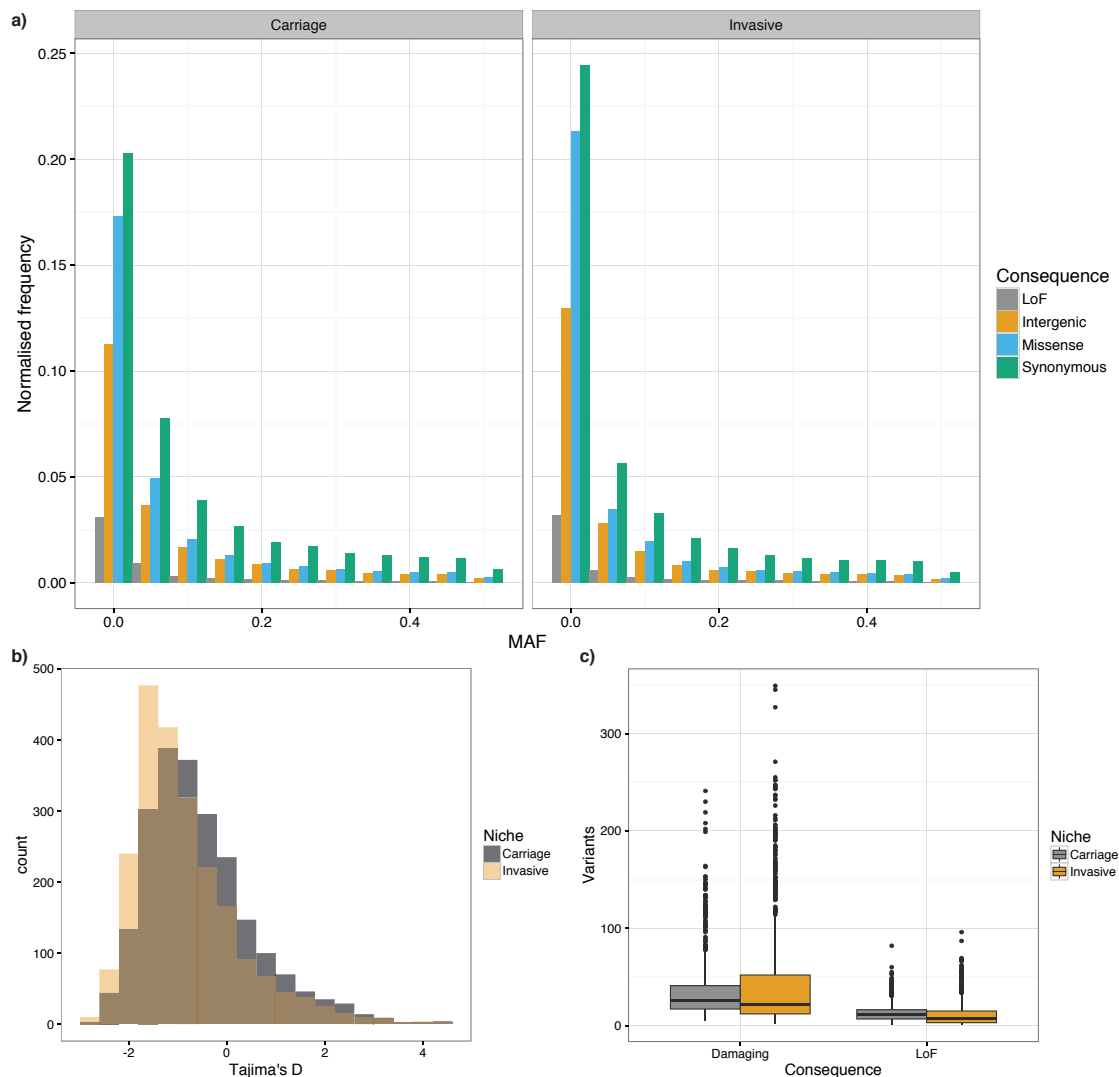 a)
Carriage
Invasive
0.25
0.20
0.15
0.10
0.05
0.00
Normalised frequency
0.0
0.2
0.4
0.0
0.2
0.4
MAF
Consequence
LoF
Intergenic
Missense
Synonymous
b)
500
400
300
200
100
0
count
-2
0
2
4
Tajima's D
Niche
Carriage
Invasive
c)
300
200
100
0
Variants
Damaging
LoF
Consequence
Niche
Carriage
Invasive